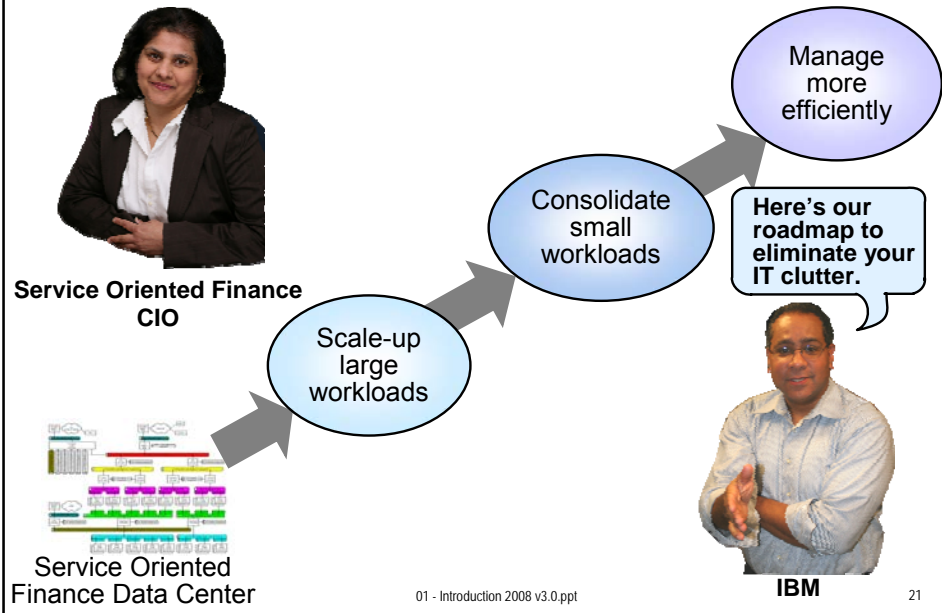 Manage
more
efficiently
Consolidate
small
workloads
Here's our
roadmap to
eliminate your
IT clutter.
Service Oriented Finance
CIO
Scale-up
large
workloads
Service Oriented
Finance Data Center
01 - Introduction 2008 v3.0.ppt
IBM
21